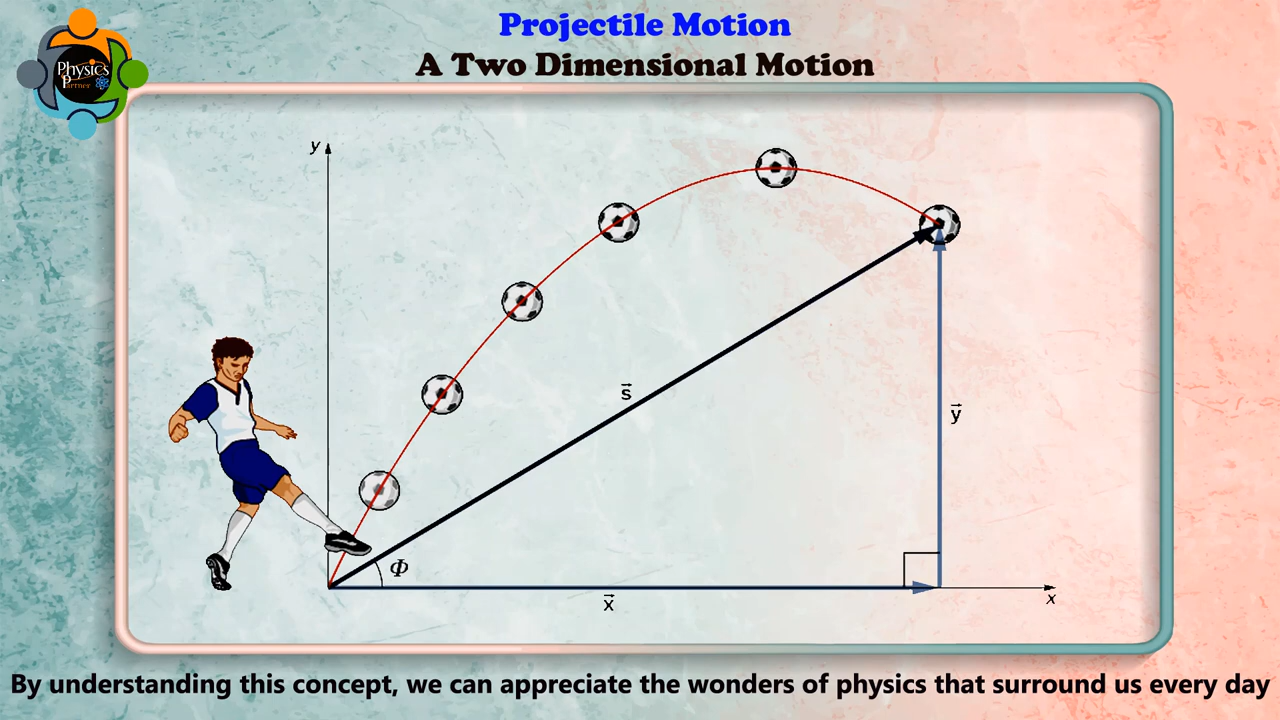 Projectile Motion
A Two Dimensional Motion
Physics
Partner
y
s⃗
y⃗
Φ
x⃗
x
By understanding this concept, we can appreciate the wonders of physics that surround us every day